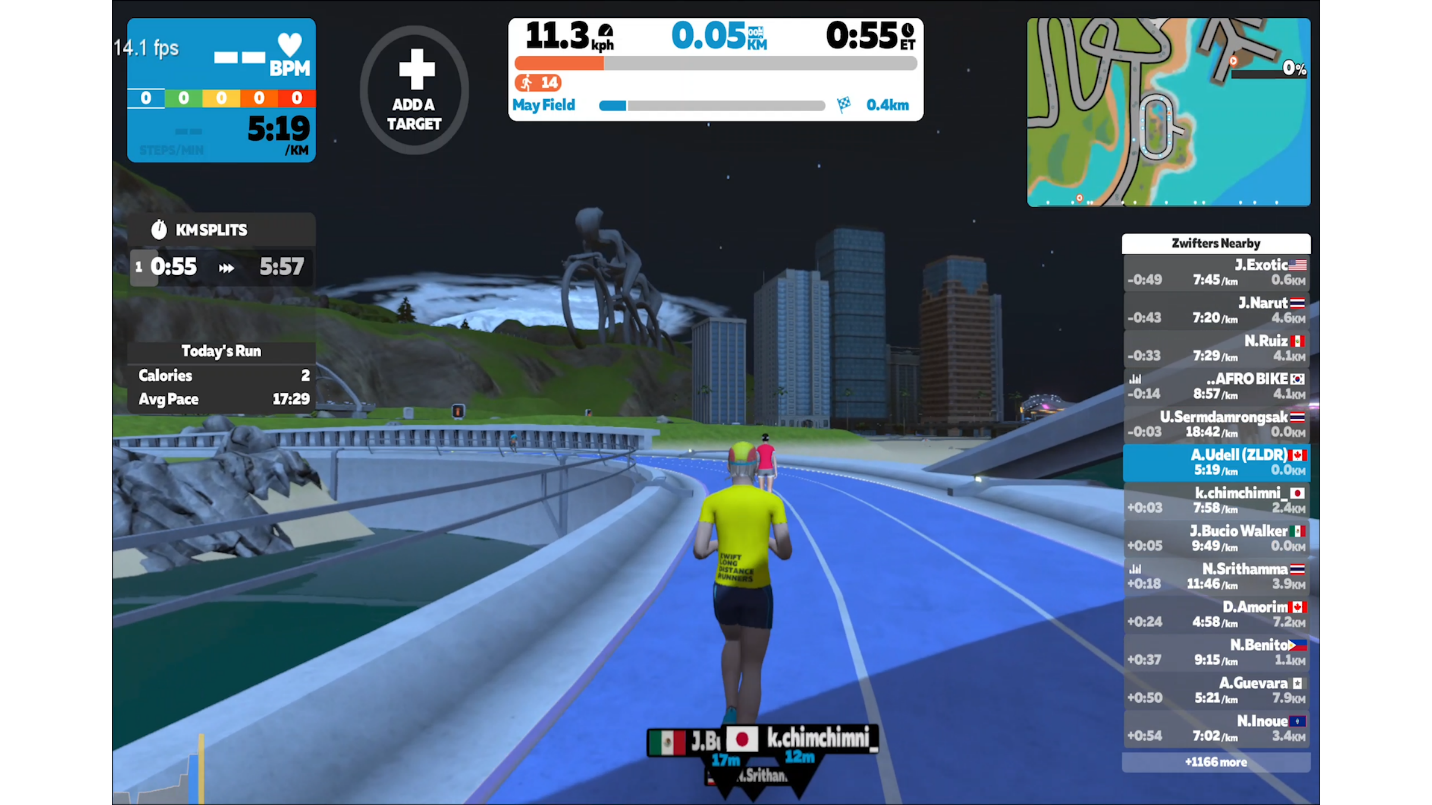 14.1 fps
-- BPM
0 0 0 0 0
5:19
-- /KM
STEPS/MIN
ADD A
TARGET
11.3 kph 0.05 KM 0:55 ET
14
May Field 0.4km
0%
KM SPLITS
1 0:55 5:57
Today's Run
Calories 2
Avg Pace 17:29
Zwifters Nearby
J.Exotic
-0:49 7:45/km 0.6KM
J.Narut
-0:43 7:20/km 4.6KM
N.Ruiz
-0:33 7:29/km 4.1KM
..AFRO BIKE
-0:14 8:57/km 4.1KM
U.Sermdamrongsak
-0:03 18:42/km 0.0KM
A.Udell (ZLDR)
5:19/km 0.0KM
k.chimchimni_
+0:03 7:58/km 2.4KM
J.Bucio Walker
+0:05 9:49/km 0.0KM
N.Srithamma
+0:18 11:46/km 3.9KM
D.Amorim
+0:24 4:58/km 7.2KM
N.Benito
+0:37 9:15/km 1.1KM
A.Guevara
+0:50 5:21/km 7.9KM
N.Inoue
+0:54 7:02/km 3.4KM
+1166 more
ZWIFT
LONG
DISTANCE
RUNNERS
J.Bu k.chimchimni_
17m 12m
N.Sritham